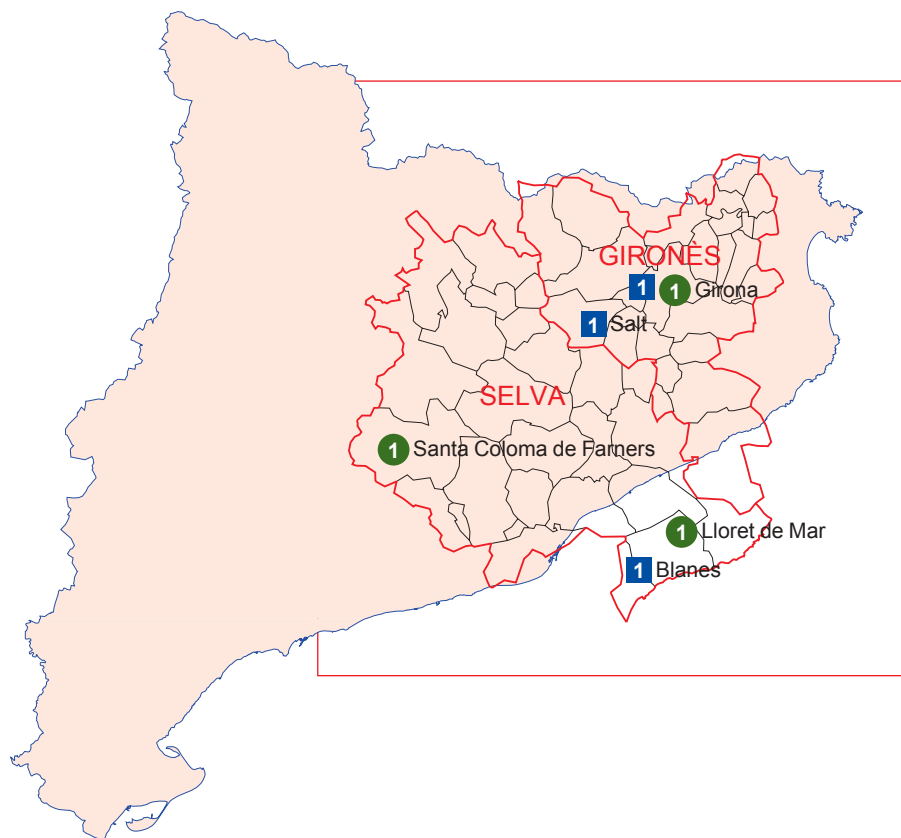 GIRONÈS
1
1 Girona
1 Salt
SELVA
1 Santa Coloma de Farners
1 Lloret de Mar
1 Blanes